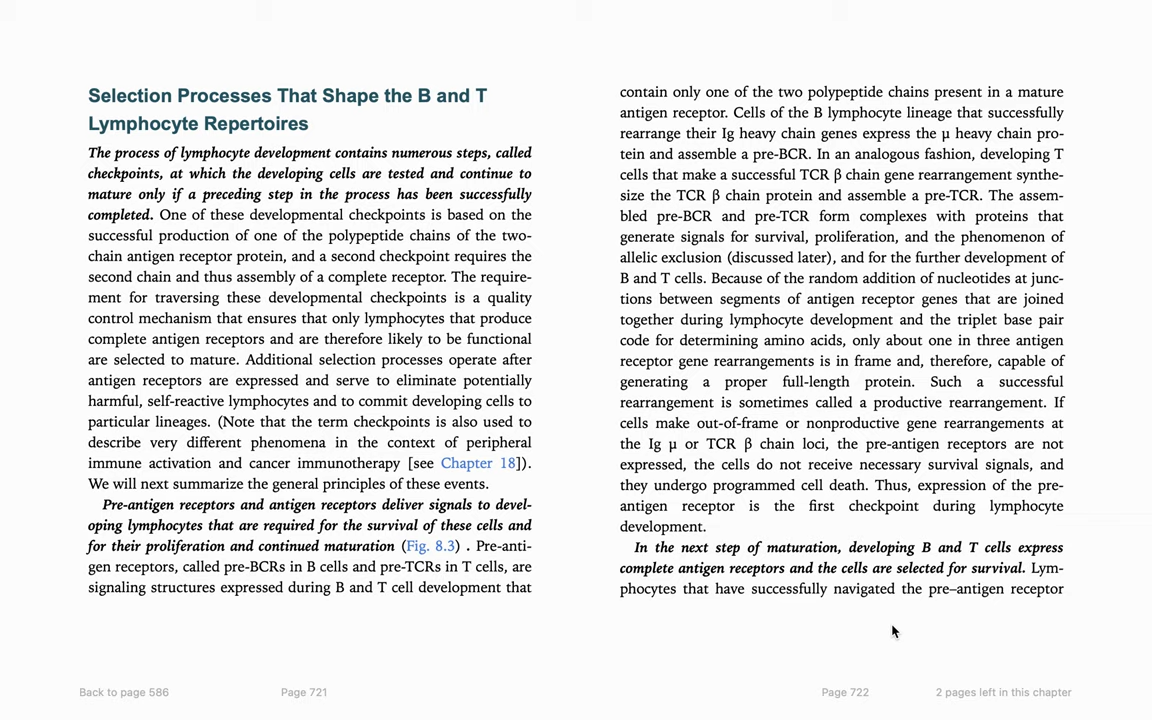 Selection Processes That Shape the B and T
Lymphocyte Repertoires
The process of lymphocyte development contains numerous steps, called
checkpoints, at which the developing cells are tested and continue to
mature only if a preceding step in the process has been successfully
completed. One of these developmental checkpoints is based on the
successful production of one of the polypeptide chains of the two-
chain antigen receptor protein, and a second checkpoint requires the
second chain and thus assembly of a complete receptor. The require-
ment for traversing these developmental checkpoints is a quality
control mechanism that ensures that only lymphocytes that produce
complete antigen receptors and are therefore likely to be functional
are selected to mature. Additional selection processes operate after
antigen receptors are expressed and serve to eliminate potentially
harmful, self-reactive lymphocytes and to commit developing cells to
particular lineages. (Note that the term checkpoints is also used to
describe very different phenomena in the context of peripheral
immune activation and cancer immunotherapy [see Chapter 18]).
We will next summarize the general principles of these events.
Pre-antigen receptors and antigen receptors deliver signals to devel-
oping lymphocytes that are required for the survival of these cells and
for their proliferation and continued maturation (Fig. 8.3) . Pre-anti-
gen receptors, called pre-BCRs in B cells and pre-TCRs in T cells, are
signaling structures expressed during B and T cell development that
contain only one of the two polypeptide chains present in a mature
antigen receptor. Cells of the B lymphocyte lineage that successfully
rearrange their Ig heavy chain genes express the μ heavy chain pro-
tein and assemble a pre-BCR. In an analogous fashion, developing T
cells that make a successful TCR β chain gene rearrangement synthe-
size the TCR β chain protein and assemble a pre-TCR. The assem-
bled pre-BCR and pre-TCR form complexes with proteins that
generate signals for survival, proliferation, and the phenomenon of
allelic exclusion (discussed later), and for the further development of
B and T cells. Because of the random addition of nucleotides at junc-
tions between segments of antigen receptor genes that are joined
together during lymphocyte development and the triplet base pair
code for determining amino acids, only about one in three antigen
receptor gene rearrangements is in frame and, therefore, capable of
generating a proper full-length protein. Such a successful
rearrangement is sometimes called a productive rearrangement. If
cells make out-of-frame or nonproductive gene rearrangements at
the Ig μ or TCR β chain loci, the pre-antigen receptors are not
expressed, the cells do not receive necessary survival signals, and
they undergo programmed cell death. Thus, expression of the pre-
antigen receptor is the first checkpoint during lymphocyte
development.
In the next step of maturation, developing B and T cells express
complete antigen receptors and the cells are selected for survival. Lym-
phocytes that have successfully navigated the pre–antigen receptor
Back to page 586
Page 721
Page 722
2 pages left in this chapter